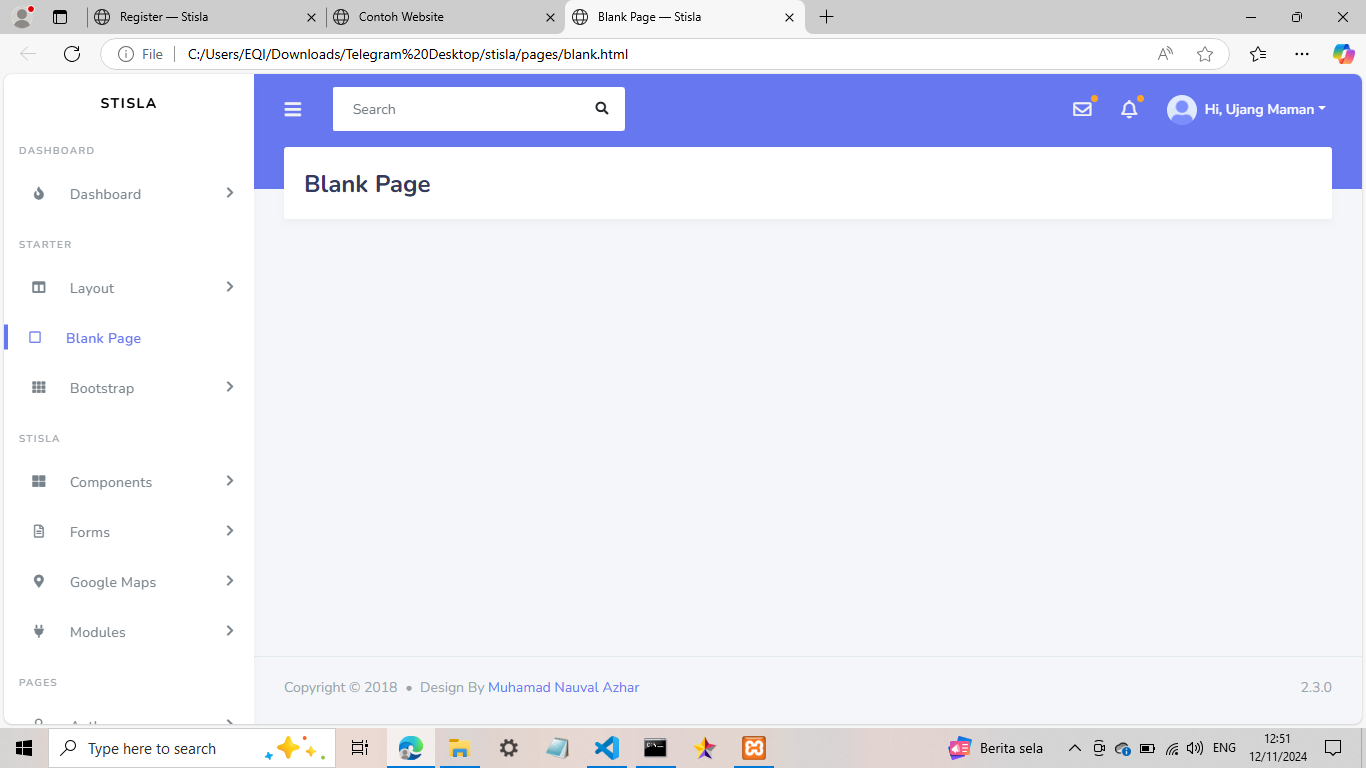 Register — Stisla
Contoh Website
Blank Page — Stisla
File
C:/Users/EQI/Downloads/Telegram%20Desktop/stisla/pages/blank.html
STISLA
Search
Hi, Ujang Maman
DASHBOARD
Dashboard
Blank Page
STARTER
Layout
Blank Page
Bootstrap
STISLA
Components
Forms
Google Maps
Modules
PAGES
Copyright © 2018 • Design By Muhamad Nauval Azhar
2.3.0
Type here to search
Berita sela
ENG
12:51
12/11/2024